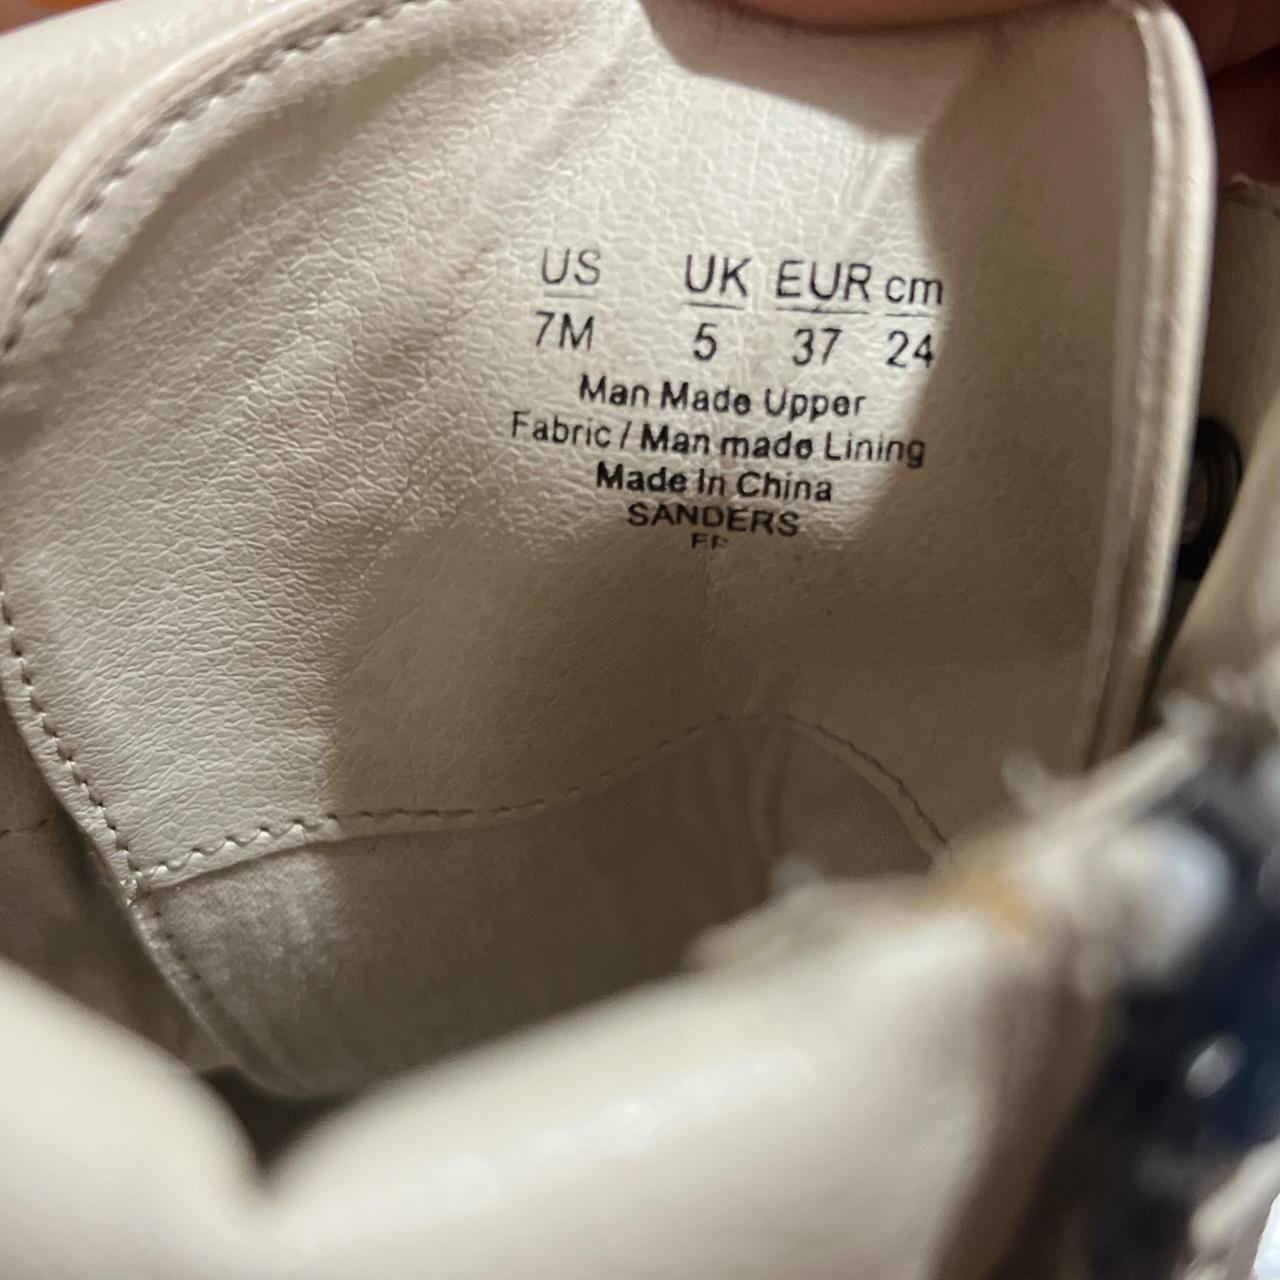 US UK EUR cm
7M 5 37 24
Man Made Upper
Fabric / Man made Lining
Made In China
SANDERS